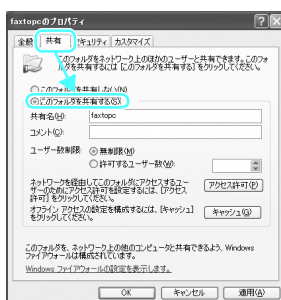 faxtopcのプロパティ
全般 共有 セキュリティ カスタマイズ
このフォルダをネットワーク上のほかのユーザーと共有できます。このフォ
ルダを共有するには [このフォルダを共有する] をクリックしてください。
このフォルダを共有しない(N)
このフォルダを共有する(S)
共有名(H): faxtopc
コメント(C):
ユーザー数制限: 無制限(M)
許可するユーザー数(W):
ネットワークを経由してこのフォルダにアクセスするユー
ザーのためにアクセス許可を設定するには、[アクセス
許可] をクリックしてください。
アクセス許可(P)
オフライン アクセスの設定を構成するには、[キャッシュ]
をクリックしてください。
キャッシュ(G)
このフォルダを、ネットワーク上の他のコンピュータと共有できるよう、Windows
ファイアウォールは構成されています。
Windows ファイアウォールの設定を表示します。
OK キャンセル 適用(A)